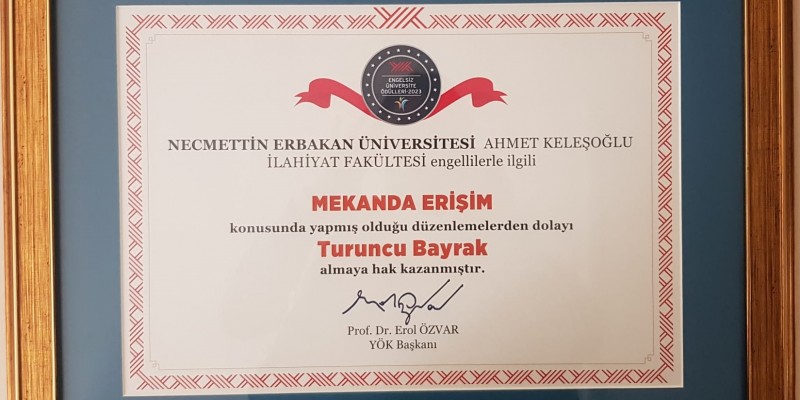 ENGELSİZ
ÜNİVERSİTE
ÖDÜLLERİ-2023
NECMETTİN ERBAKAN ÜNİVERSİTESİ AHMET KELEŞOĞLU
İLAHİYAT FAKÜLTESİ engellilerle ilgili
MEKANDA ERİŞİM
konusunda yapmış olduğu düzenlemelerden dolayı
Turuncu Bayrak
almaya hak kazanmıştır.
Prof. Dr. Erol ÖZVAR
YÖK Başkanı